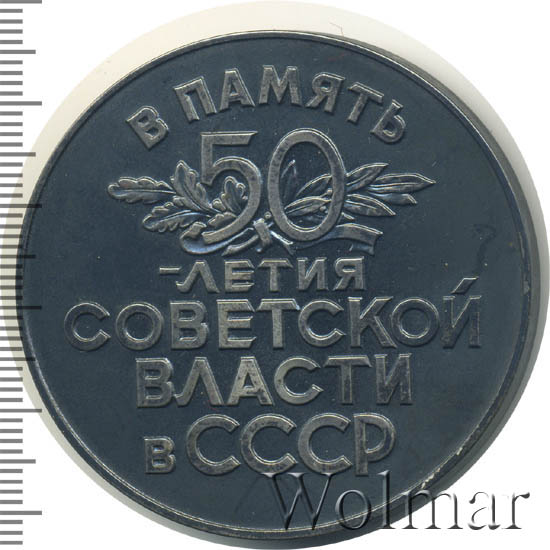 В ПАМЯТЬ
50
-ЛЕТИЯ
СОВЕТСКОЙ
ВЛАСТИ
В СССР
Wolmar